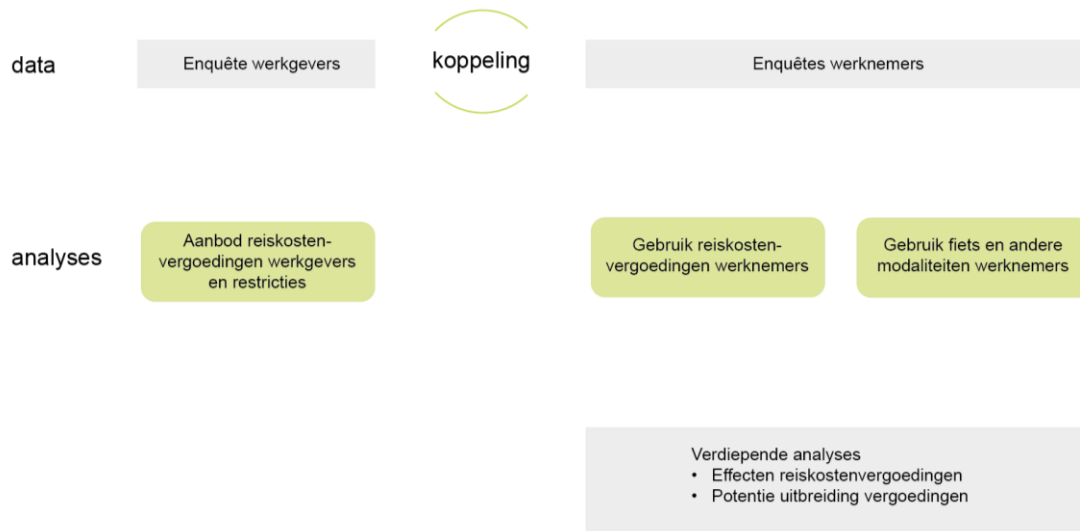 data
Enquête werkgevers
koppeling
Enquêtes werknemers
analyses
Aanbod reiskosten-
vergoedingen werkgevers
en restricties
Gebruik reiskosten-
vergoedingen werknemers
Gebruik fiets en andere
modaliteiten werknemers
Verdiepende analyses
• Effecten reiskostenvergoedingen
• Potentie uitbreiding vergoedingen